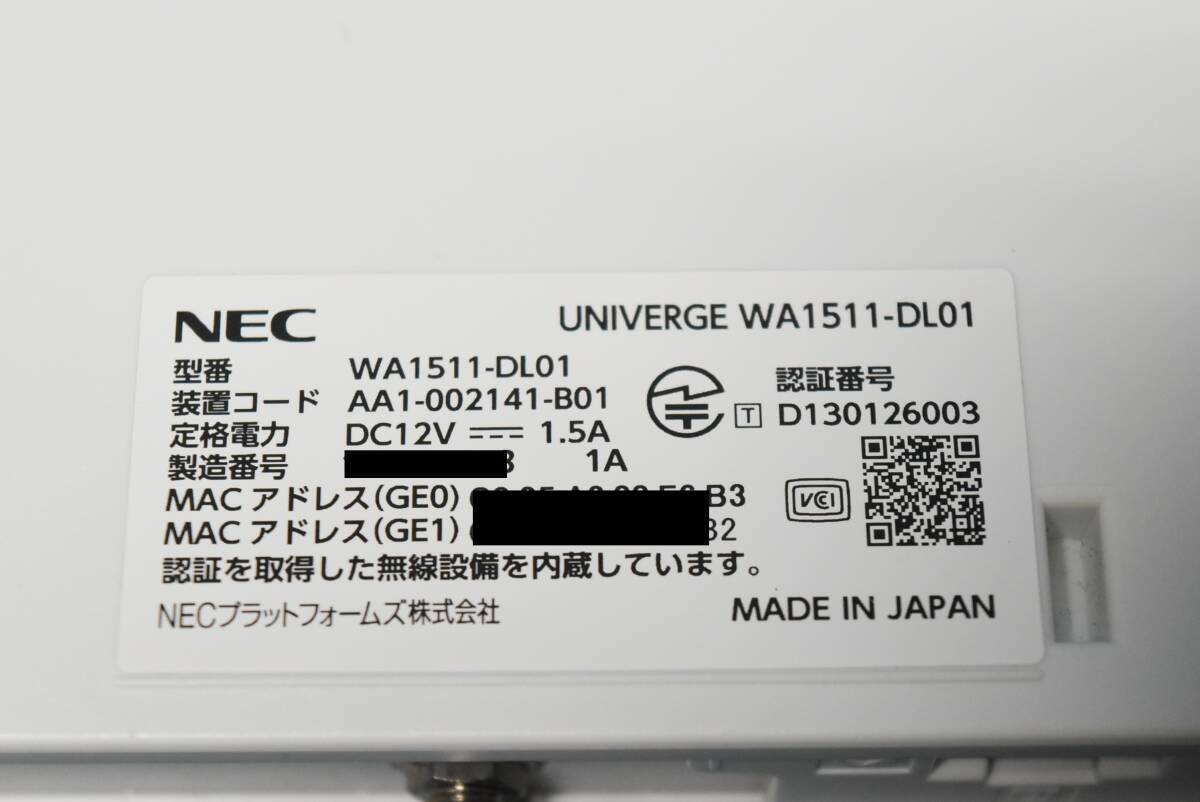 NEC UNIVERGE WA1511-DL01
型番 WA1511-DL01
装置コード AA1-002141-B01
認証番号
T D130126003
定格電力 DC12V 1.5A
製造番号 1A
MAC アドレス(GE0) B3
MAC アドレス(GE1) 32
VCCI
認証を取得した無線設備を内蔵しています。
NECプラットフォームズ株式会社 MADE IN JAPAN